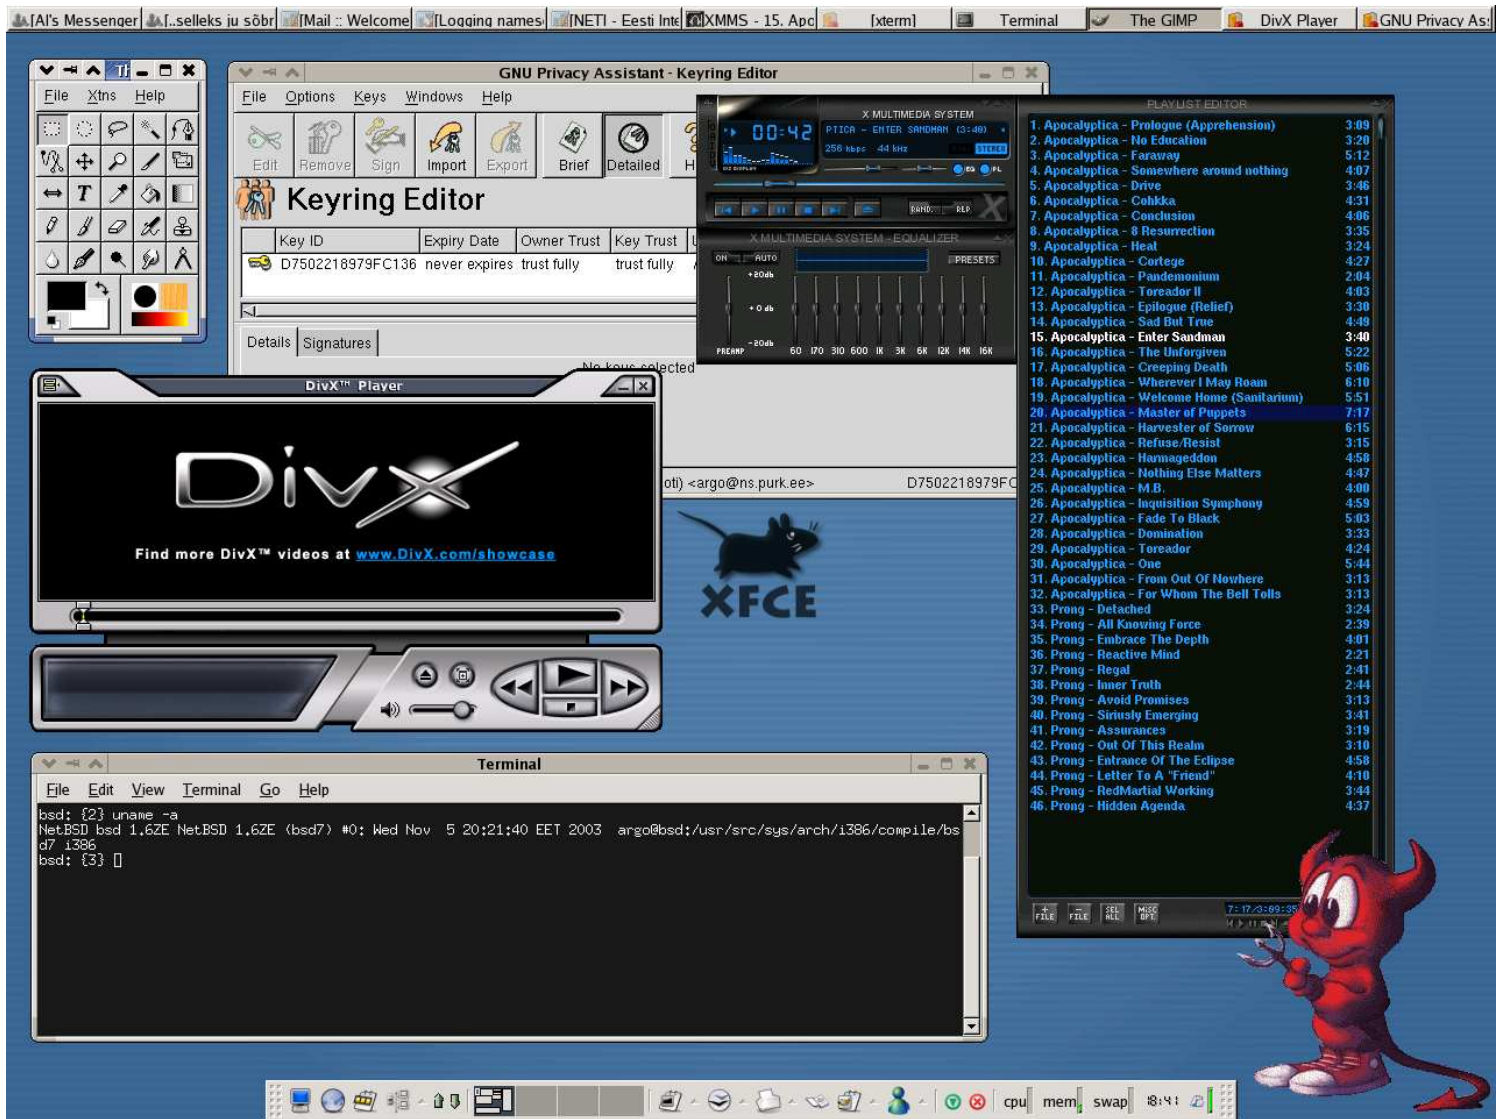 [Al's Messenger
[..selleks ju sõbr
[Mail :: Welcome
[Logging names
[NETI - Eesti Inte
XMMS - 15. Apc
[xterm]
Terminal
The GIMP
DivX Player
GNU Privacy As
File Xtns Help
GNU Privacy Assistant - Keyring Editor
File Options Keys Windows Help
Edit Remove Sign Import Export Brief Detailed
Keyring Editor
Key ID Expiry Date Owner Trust Key Trust
D7502218979FC136 never expires trust fully trust fully
Details Signatures
No keys selected
oti) <argo@ns.purk.ee> D7502218979FC
X MULTIMEDIA SYSTEM
00:42
PTICA - ENTER SANDMAN (3:40)
256 kbps 44 kHz STEREO
EQ PL
RAND. REP
X MULTIMEDIA SYSTEM - EQUALIZER
ON AUTO PRESETS
+20db
+ 0 db
-20db
PREAMP 60 170 310 600 1K 3K 6K 12K 14K 16K
PLAYLIST EDITOR
1. Apocalyptica - Prologue (Apprehension) 3:09
2. Apocalyptica - No Education 3:20
3. Apocalyptica - Faraway 5:12
4. Apocalyptica - Somewhere around nothing 4:07
5. Apocalyptica - Drive 3:46
6. Apocalyptica - Cohkka 4:31
7. Apocalyptica - Conclusion 4:06
8. Apocalyptica - 8 Resurrection 3:35
9. Apocalyptica - Heat 3:24
10. Apocalyptica - Cortege 4:27
11. Apocalyptica - Pandemonium 2:04
12. Apocalyptica - Toreador II 4:03
13. Apocalyptica - Epilogue (Relief) 3:30
14. Apocalyptica - Sad But True 4:49
15. Apocalyptica - Enter Sandman 3:40
16. Apocalyptica - The Unforgiven 5:22
17. Apocalyptica - Creeping Death 5:06
18. Apocalyptica - Wherever I May Roam 6:10
19. Apocalyptica - Welcome Home (Sanitarium) 5:51
20. Apocalyptica - Master of Puppets 7:17
21. Apocalyptica - Harvester of Sorrow 6:15
22. Apocalyptica - Refuse/Resist 3:15
23. Apocalyptica - Harmageddon 4:58
24. Apocalyptica - Nothing Else Matters 4:47
25. Apocalyptica - M.B. 4:00
26. Apocalyptica - Inquisition Symphony 4:59
27. Apocalyptica - Fade To Black 5:03
28. Apocalyptica - Domination 3:33
29. Apocalyptica - Toreador 4:24
30. Apocalyptica - One 5:44
31. Apocalyptica - From Out Of Nowhere 3:13
32. Apocalyptica - For Whom The Bell Tolls 3:13
33. Prong - Detached 3:24
34. Prong - All Knowing Force 2:39
35. Prong - Embrace The Depth 4:01
36. Prong - Reactive Mind 2:21
37. Prong - Regal 2:41
38. Prong - Inner Truth 2:44
39. Prong - Avoid Promises 3:13
40. Prong - Siriusly Emerging 3:41
41. Prong - Assurances 3:19
42. Prong - Out Of This Realm 3:10
43. Prong - Entrance Of The Eclipse 4:58
44. Prong - Letter To A "Friend" 4:10
45. Prong - RedMartial Working 3:44
46. Prong - Hidden Agenda 4:37
+ FILE - FILE SEL ALL MISC OPT.
7:17/3:09:35
DivX™ Player
DivX
Find more DivX™ videos at www.DivX.com/showcase
XFCE
Terminal
File Edit View Terminal Go Help
bsd: {2} uname -a
NetBSD bsd 1.6ZE NetBSD 1.6ZE (bsd7) #0: Wed Nov 5 20:21:40 EET 2003 argo@bsd:/usr/src/sys/arch/i386/compile/bs
d7 i386
bsd: {3}
cpu mem swap 18:41